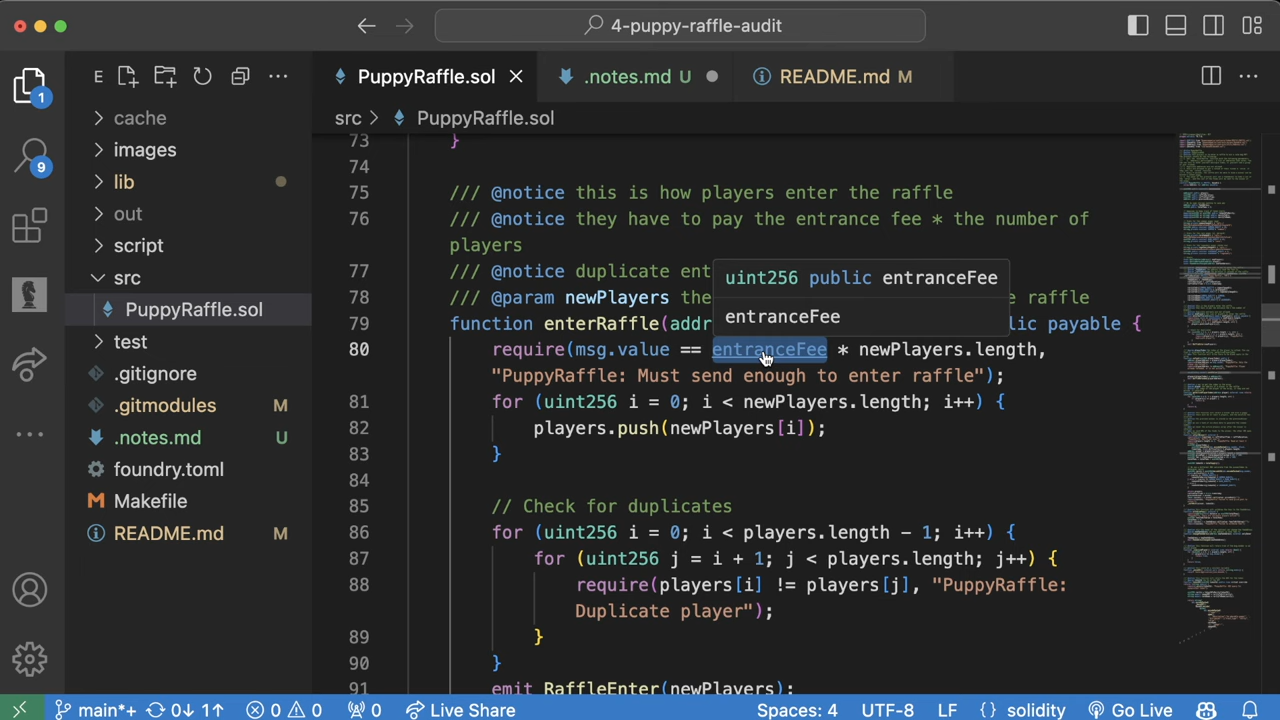 4-puppy-raffle-audit
E
PuppyRaffle.sol
.notes.md U
README.md M
src > PuppyRaffle.sol
1
9
cache
images
lib
out
script
src
PuppyRaffle.sol
test
.gitignore
.gitmodules M
.notes.md U
foundry.toml
Makefile
README.md M
73 }
74
75 /// @notice this is how players enter the raffle
76 /// @notice they have to pay the entrance fee * the number of
players
77 /// @notice duplicate ent
uint256 public entranceFee
78 /// @param newPlayers the raffle
entranceFee
79 function enterRaffle(addr lic payable {
80 require(msg.value == entranceFee * newPlayers.length,
"PuppyRaffle: Must send enough to enter raffle");
81 for (uint256 i = 0; i < newPlayers.length; i++) {
82 players.push(newPlayers[i]);
83 }
84
85 // Check for duplicates
86 for (uint256 i = 0; i < players.length - 1; i++) {
87 for (uint256 j = i + 1; j < players.length; j++) {
88 require(players[i] != players[j], "PuppyRaffle:
Duplicate player");
89 }
90 }
91 emit RaffleEnter(newPlayers);
main*+ 0↓ 1↑ 0 0 0 Live Share Spaces: 4 UTF-8 LF {} solidity Go Live